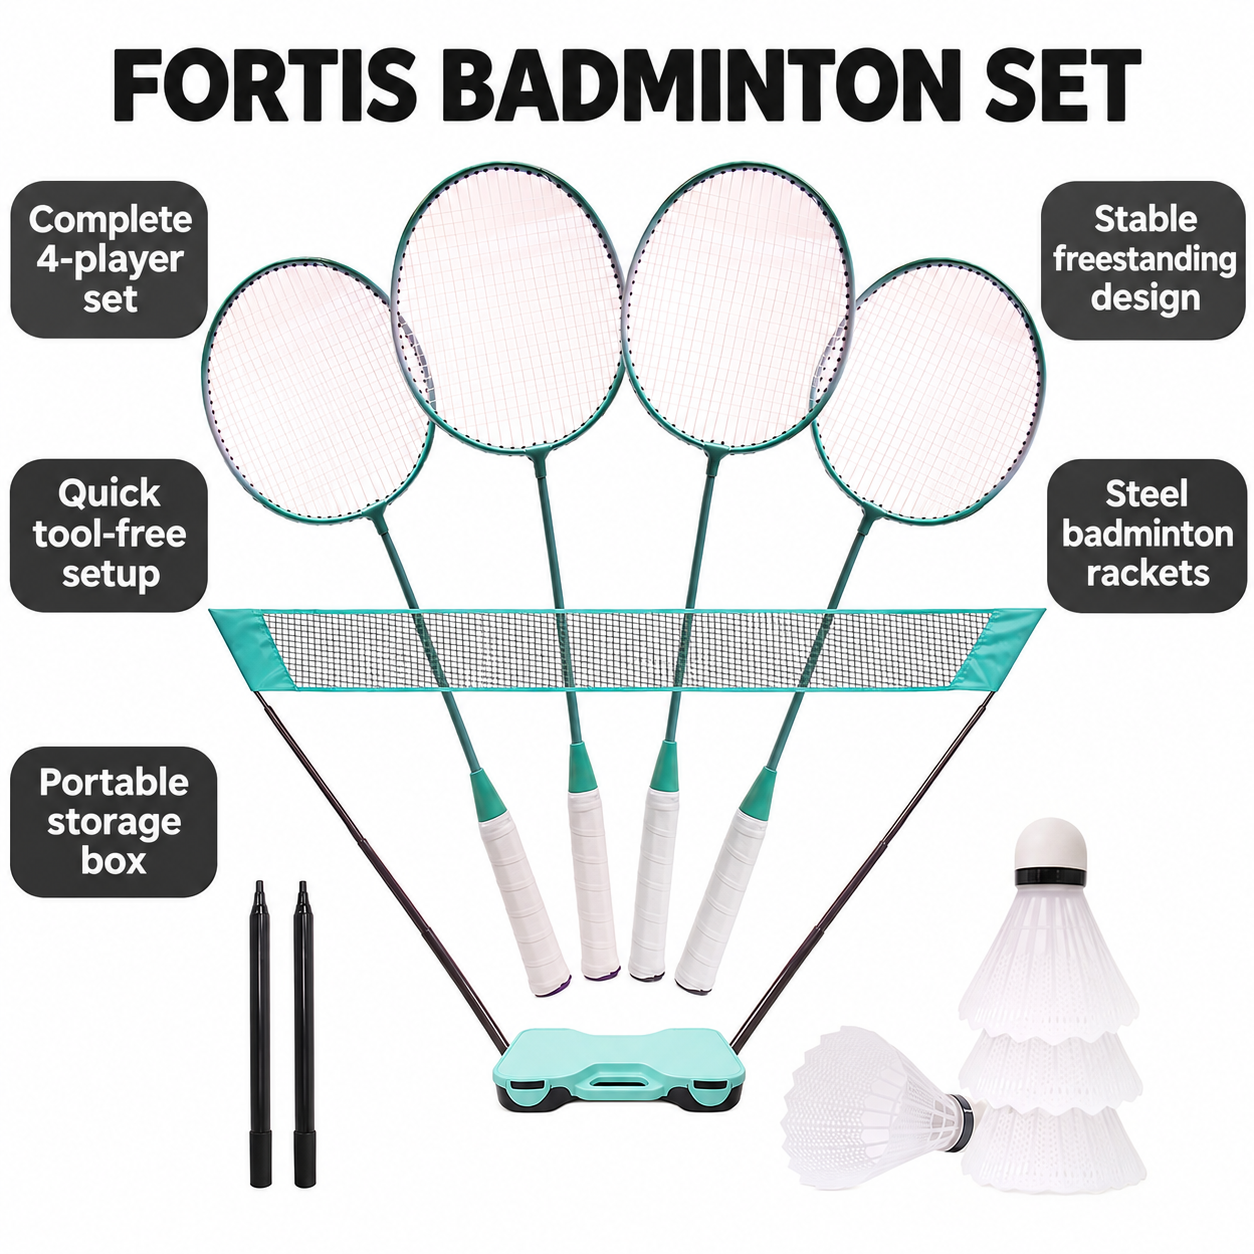 FORTIS BADMINTON SET
Complete
4-player
set
Stable
freestanding
design
Quick
tool-free
setup
Steel
badminton
rackets
Portable
storage
box